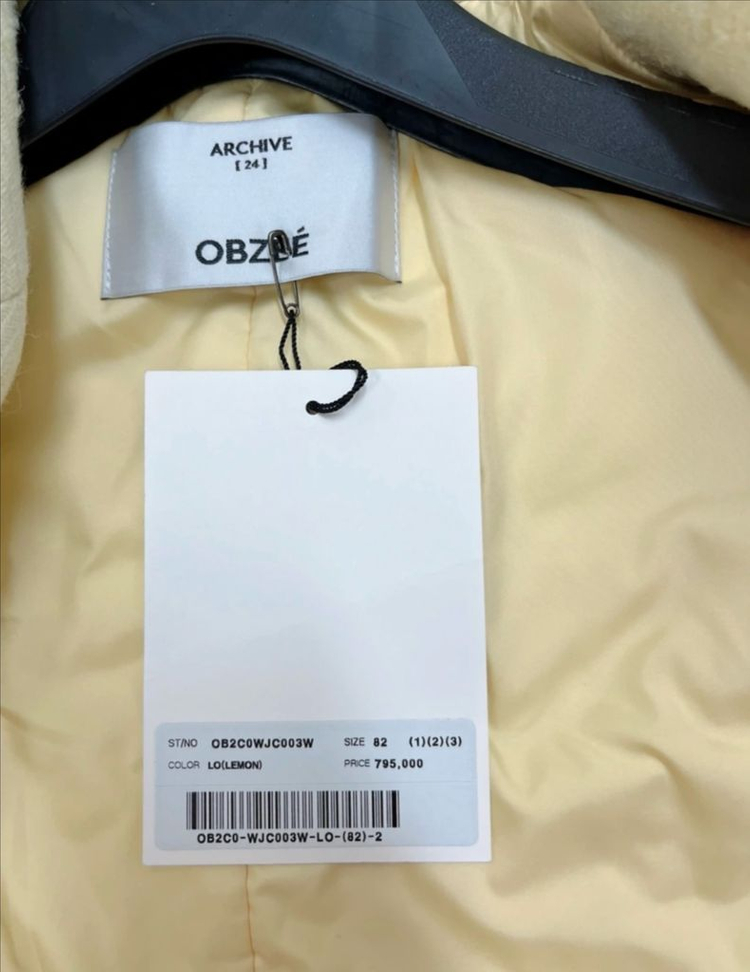 ARCHIVE
[ 24 ]
ST/NO OB2C0WJC003W SIZE 82 (1)(2)(3)
COLOR LO(LEMON) PRICE 795,000
OB2C0-WJC003W-LO-(82)-2